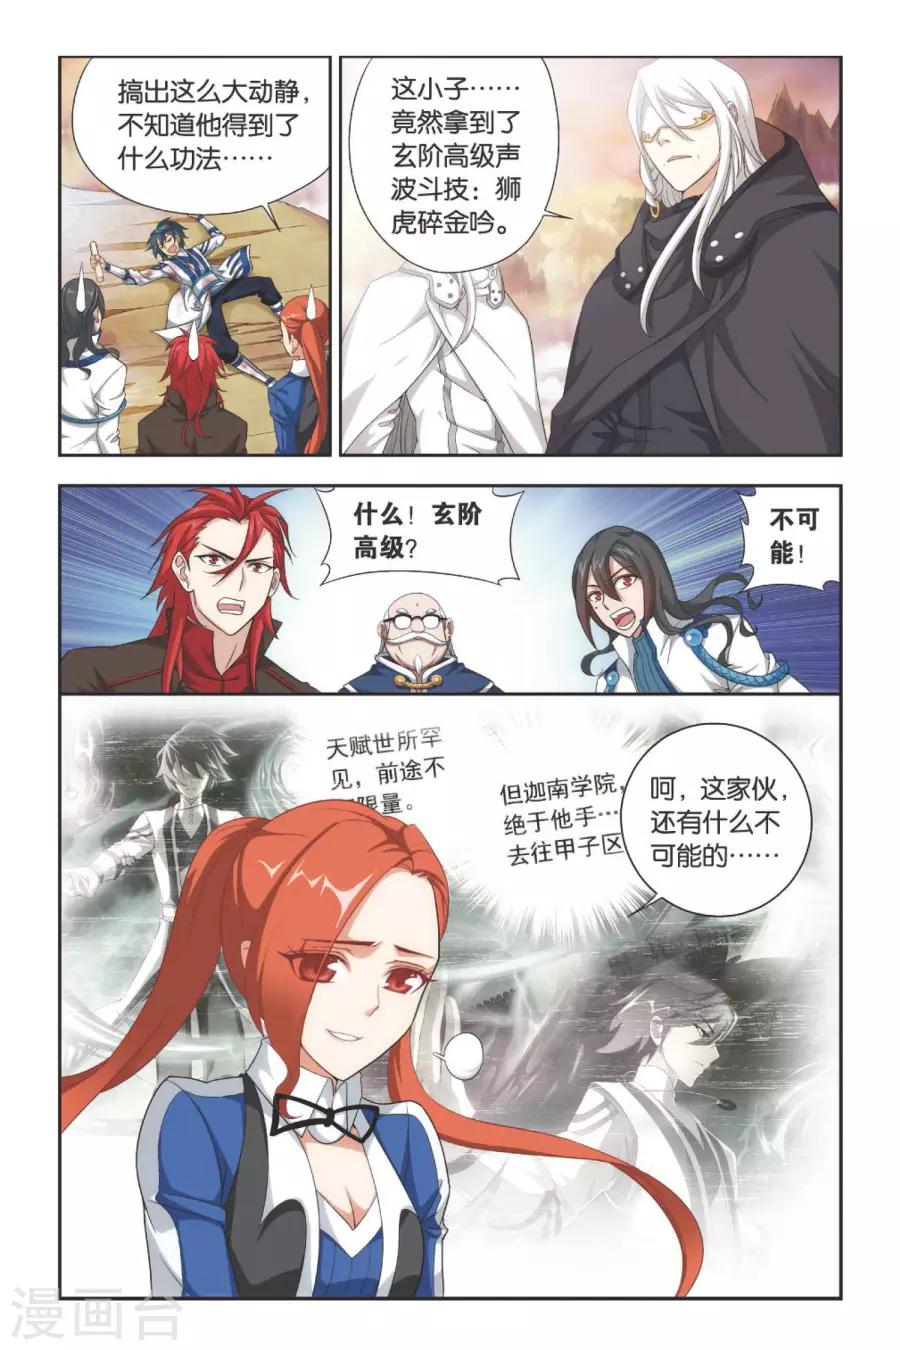 搞出这么大动静，
不知道他得到了
什么功法……
这小子……
竟然拿到了
玄阶高级声
波斗技：狮
虎碎金吟。
什么！玄阶
高级？
不可
能！
天赋世所罕
见，前途不
限量。
但迦南学院，
绝于他手…
去往甲子区
呵，这家伙，
还有什么不
可能的……
漫画台